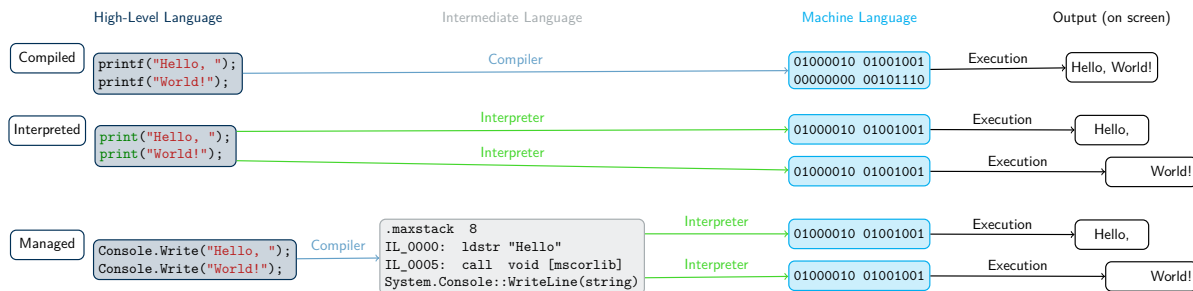 High-Level Language
Intermediate Language
Machine Language
Output (on screen)
Compiled
printf("Hello, ");
printf("World!");
Compiler
01000010 01001001
00000000 00101110
Execution
Hello, World!
Interpreted
print("Hello, ");
print("World!");
Interpreter
01000010 01001001
Execution
Hello,
Interpreter
01000010 01001001
Execution
World!
Managed
Console.Write("Hello, ");
Console.Write("World!");
Compiler
.maxstack  8
IL_0000:  ldstr "Hello"
IL_0005:  call  void [mscorlib]
System.Console::WriteLine(string)
Interpreter
01000010 01001001
Execution
Hello,
Interpreter
01000010 01001001
Execution
World!